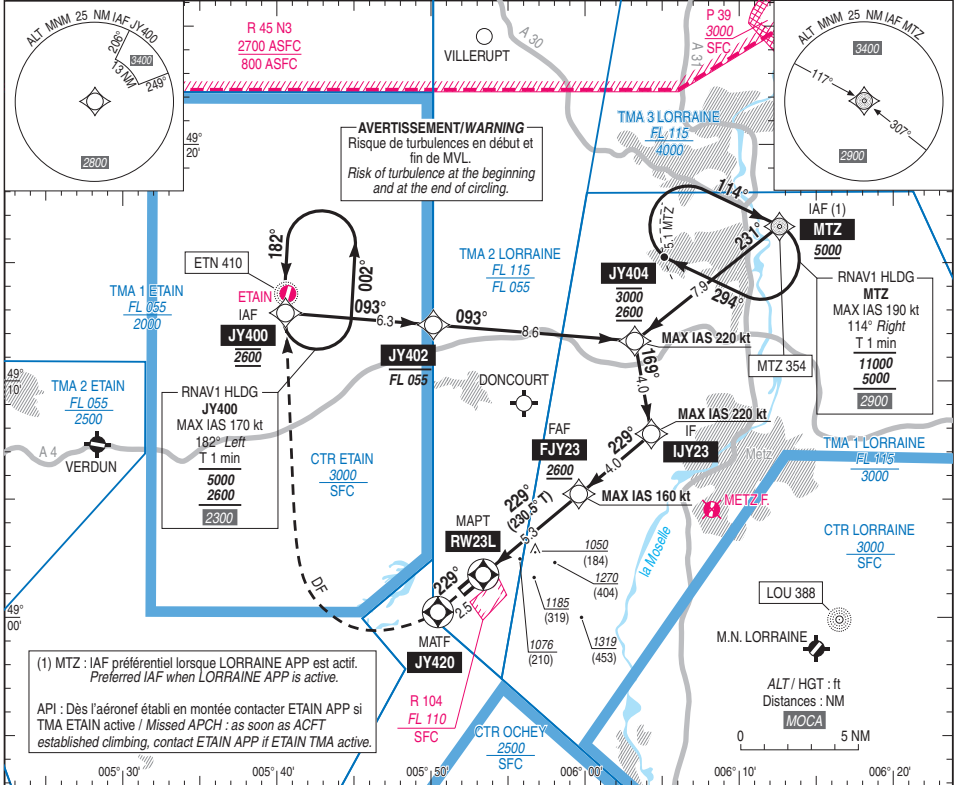 ALT MNM 25 NM IAF JY400
206°
3400
13 NM
249°
2800
R 45 N3
2700 ASFC
800 ASFC
VILLERUPT
A 30
A 31
P 39
3000
SFC
ALT MNM 25 NM IAF MTZ
3400
117°
307°
2900
49°
20'
AVERTISSEMENT/WARNING
Risque de turbulences en début et
fin de MVL.
Risk of turbulence at the beginning
and at the end of circling.
TMA 3 LORRAINE
FL 115
4000
114°
IAF (1)
MTZ
5000
5.1 MTZ
231°
294°
7.9
182°
002°
ETN 410
ETAIN
IAF
JY400
2600
093°
6.3
TMA 2 LORRAINE
FL 115
FL 055
JY404
3000
2600
093°
8.6
JY402
FL 055
MAX IAS 220 kt
MTZ 354
RNAV1 HLDG
MTZ
MAX IAS 190 kt
114° Right
T 1 min
11000
5000
2900
TMA 1 ETAIN
FL 055
2000
49°
10'
TMA 2 ETAIN
FL 055
2500
A 4
VERDUN
RNAV1 HLDG
JY400
MAX IAS 170 kt
182° Left
T 1 min
5000
2600
2300
DONCOURT
169°
4.0
MAX IAS 220 kt
IF
IJY23
Metz
TMA 1 LORRAINE
FL 115
3000
CTR ETAIN
3000
SFC
FAF
FJY23
2600
229°
4.0
MAX IAS 160 kt
METZ F.
229°
(230.5° T)
5.3
MAPT
RW23L
la Moselle
CTR LORRAINE
3000
SFC
1050
(184)
1270
(404)
1185
(319)
1076
(210)
1319
(453)
DF
229°
2.5
MATF
JY420
49°
00'
LOU 388
M.N. LORRAINE
(1) MTZ : IAF préférentiel lorsque LORRAINE APP est actif.
Preferred IAF when LORRAINE APP is active.
API : Dès l'aéronef établi en montée contacter ETAIN APP si
TMA ETAIN active / Missed APCH : as soon as ACFT
established climbing, contact ETAIN APP if ETAIN TMA active.
R 104
FL 110
SFC
CTR OCHEY
2500
SFC
ALT / HGT : ft
Distances : NM
MOCA
0 5 NM
005°30' 005°40' 005°50' 006°00' 006°10' 006°20'